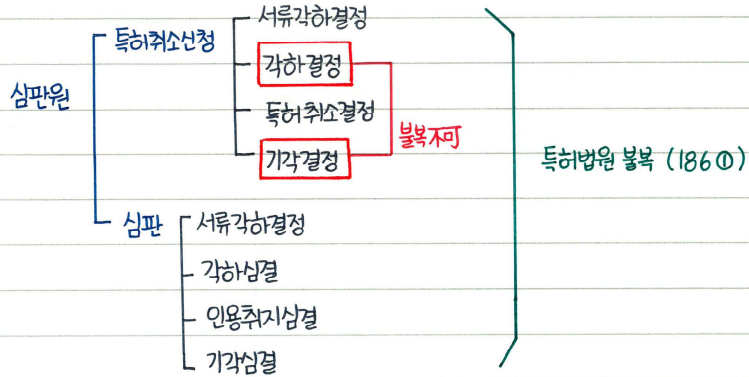 심판원
특허취소신청
서류각하결정
각하결정
특허취소결정
기각결정
불복不可
심판
서류각하결정
각하심결
인용취지심결
기각심결
특허법원 불복 (186①)